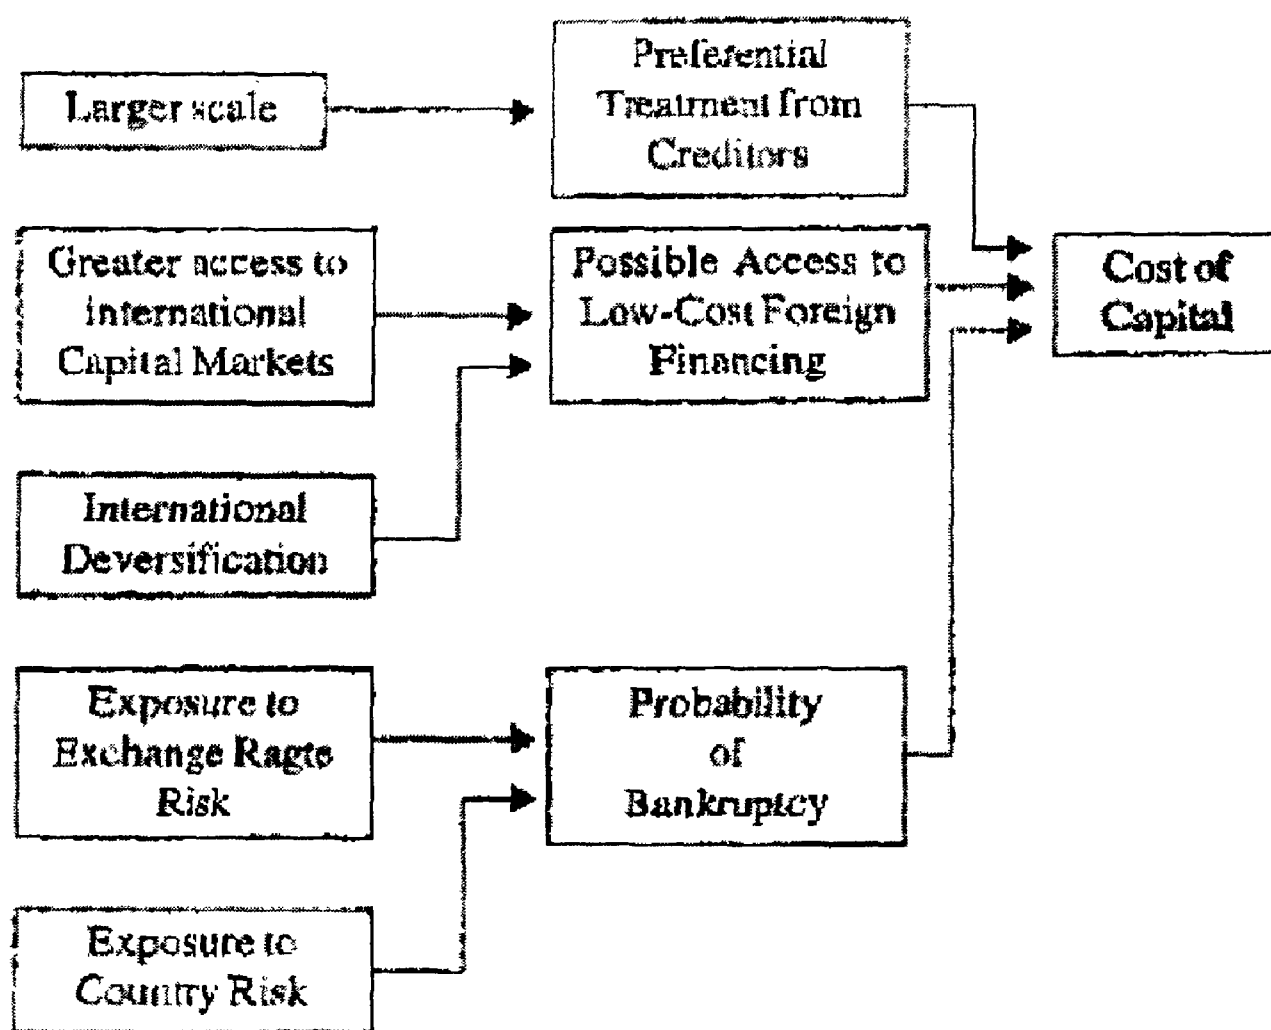 Larger scale
Preferential
Treatment from
Creditors
Greater access to
international
Capital Markets
Possible Access to
Low-Cost Foreign
Financing
Cost of
Capital
International
Deversification
Exposure to
Exchange Ragte
Risk
Probability
of
Bankruptcy
Exposure to
Country Risk